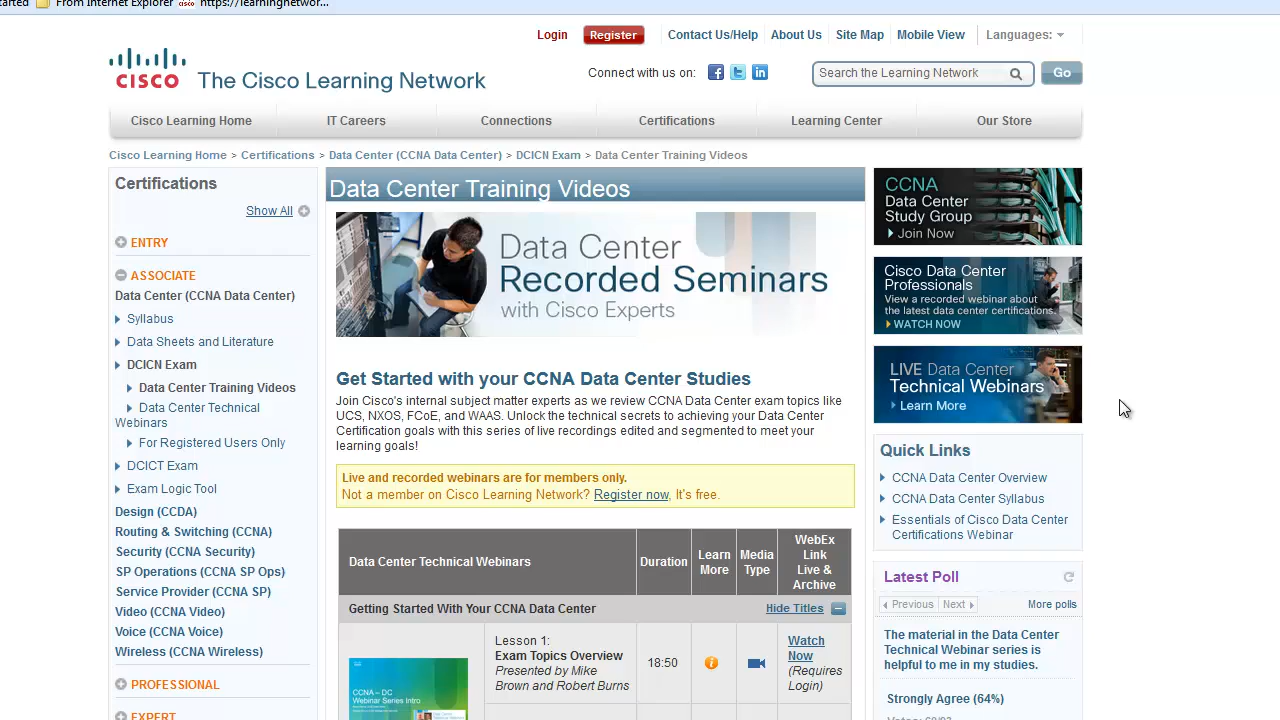 started From Internet Explorer https://learningnetwor...
Login Register Contact Us/Help About Us Site Map Mobile View Languages:
CISCO The Cisco Learning Network
Connect with us on: Search the Learning Network Go
Cisco Learning Home IT Careers Connections Certifications Learning Center Our Store
Cisco Learning Home > Certifications > Data Center (CCNA Data Center) > DCICN Exam > Data Center Training Videos
Certifications
Show All
ENTRY
ASSOCIATE
Data Center (CCNA Data Center)
Syllabus
Data Sheets and Literature
DCICN Exam
Data Center Training Videos
Data Center Technical
Webinars
For Registered Users Only
DCICT Exam
Exam Logic Tool
Design (CCDA)
Routing & Switching (CCNA)
Security (CCNA Security)
SP Operations (CCNA SP Ops)
Service Provider (CCNA SP)
Video (CCNA Video)
Voice (CCNA Voice)
Wireless (CCNA Wireless)
PROFESSIONAL
EXPERT
Data Center Training Videos
Data Center
Recorded Seminars
with Cisco Experts
Get Started with your CCNA Data Center Studies
Join Cisco's internal subject matter experts as we review CCNA Data Center exam topics like
UCS, NXOS, FCoE, and WAAS. Unlock the technical secrets to achieving your Data Center
Certification goals with this series of live recordings edited and segmented to meet your
learning goals!
Live and recorded webinars are for members only.
Not a member on Cisco Learning Network? Register now, It's free.
Data Center Technical Webinars
Duration
Learn
More
Media
Type
WebEx
Link
Live &
Archive
Getting Started With Your CCNA Data Center Hide Titles
CCNA – DC
Webinar Series Intro
Lesson 1:
Exam Topics Overview
Presented by Mike
Brown and Robert Burns
18:50
Watch
Now
(Requires
Login)
CCNA
Data Center
Study Group
Join Now
Cisco Data Center
Professionals
View a recorded webinar about
the latest data center certifications.
WATCH NOW
LIVE Data Center
Technical Webinars
Learn More
Quick Links
CCNA Data Center Overview
CCNA Data Center Syllabus
Essentials of Cisco Data Center
Certifications Webinar
Latest Poll
Previous Next More polls
The material in the Data Center
Technical Webinar series is
helpful to me in my studies.
Strongly Agree (64%)